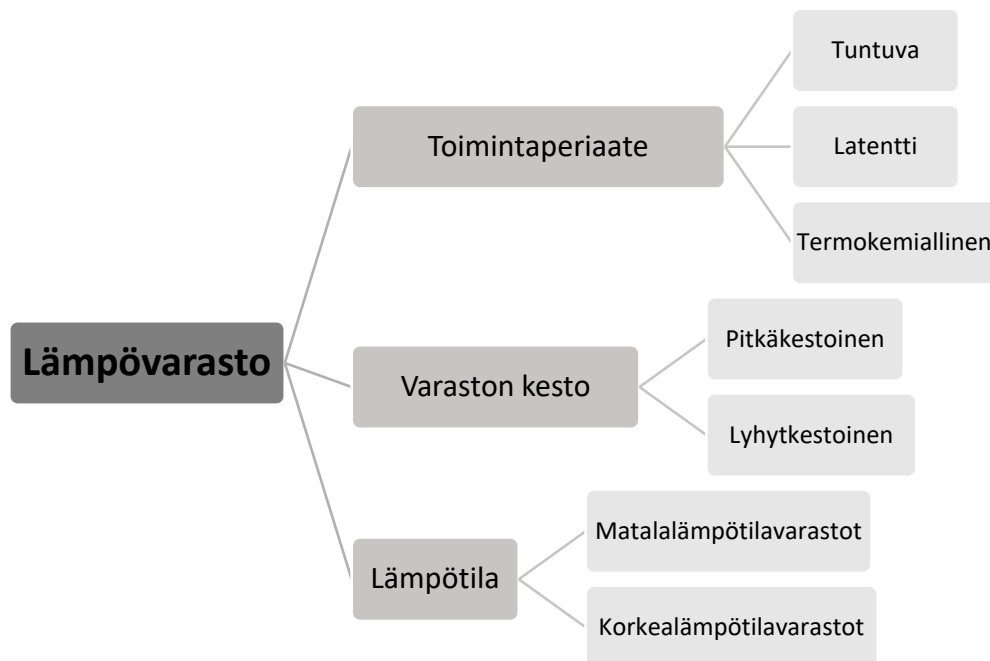 Lämpövarasto
Toimintaperiaate
Tuntuva
Latentti
Termokemiallinen
Varaston kesto
Pitkäkestoinen
Lyhytkestoinen
Lämpötila
Matalalämpötilavarastot
Korkealämpötilavarastot